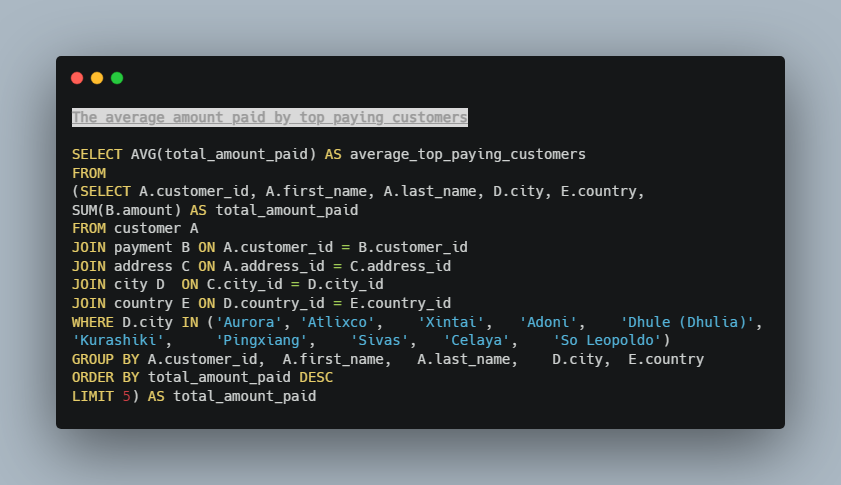 The average amount paid by top paying customers
SELECT AVG(total_amount_paid) AS average_top_paying_customers
FROM
(SELECT A.customer_id, A.first_name, A.last_name, D.city, E.country,
SUM(B.amount) AS total_amount_paid
FROM customer A
JOIN payment B ON A.customer_id = B.customer_id
JOIN address C ON A.address_id = C.address_id
JOIN city D  ON C.city_id = D.city_id
JOIN country E ON D.country_id = E.country_id
WHERE D.city IN ('Aurora', 'Atlixco',    'Xintai',   'Adoni',    'Dhule (Dhulia)',
'Kurashiki',     'Pingxiang',    'Sivas',   'Celaya',    'So Leopoldo')
GROUP BY A.customer_id,  A.first_name,   A.last_name,    D.city,  E.country
ORDER BY total_amount_paid DESC
LIMIT 5) AS total_amount_paid